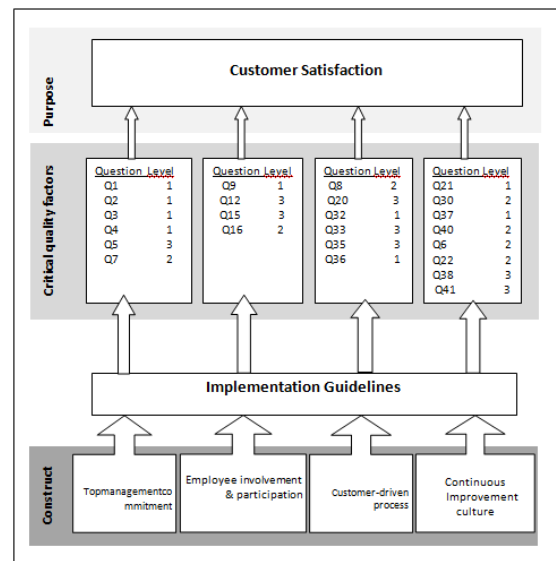 Purpose
Customer Satisfaction
Critical quality factors
Question Level
Q1 1
Q2 1
Q3 1
Q4 1
Q5 3
Q7 2
Question Level
Q9 1
Q12 3
Q15 3
Q16 2
Question Level
Q8 2
Q20 3
Q32 1
Q33 3
Q35 3
Q36 1
Question Level
Q21 1
Q30 2
Q37 1
Q40 2
Q6 2
Q22 2
Q38 3
Q41 3
Implementation Guidelines
Construct
Topmanagementco
mmitment
Employee involvement
& participation
Customer-driven
process
Continuous
Improvement
culture